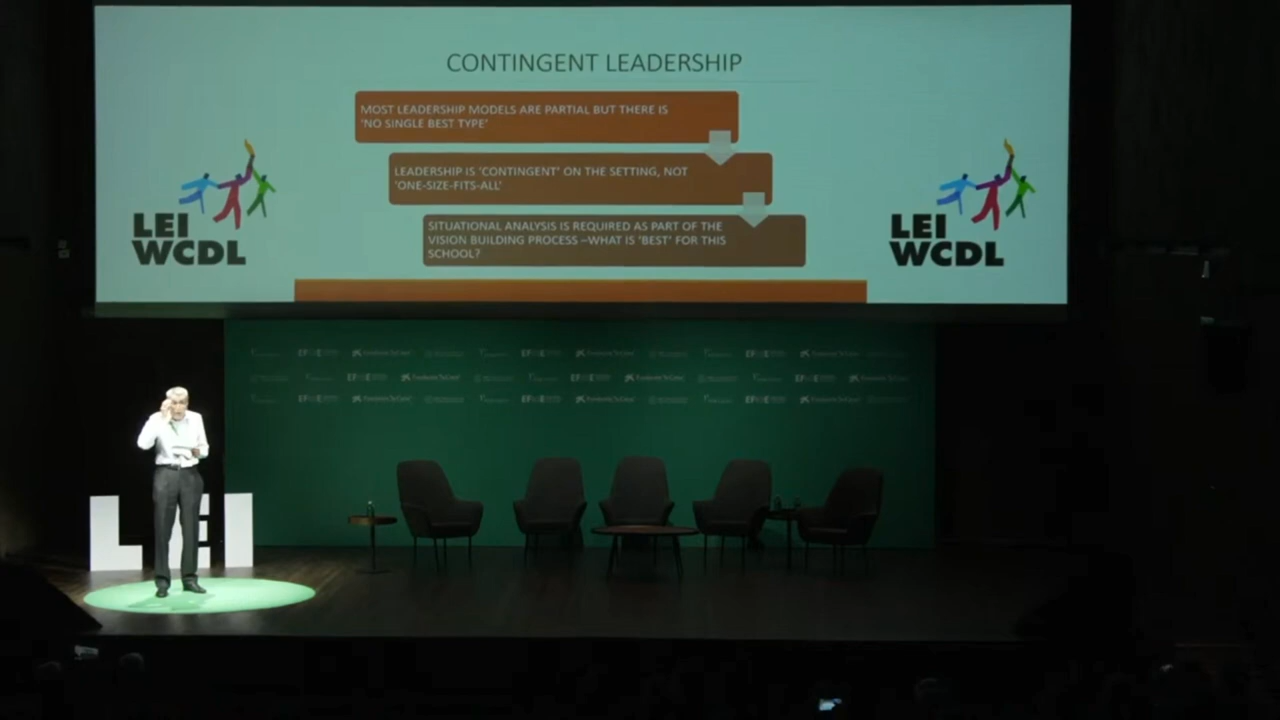 CONTINGENT LEADERSHIP
MOST LEADERSHIP MODELS ARE PARTIAL BUT THERE IS
'NO SINGLE BEST TYPE'
LEADERSHIP IS 'CONTINGENT' ON THE SETTING, NOT
'ONE-SIZE-FITS-ALL'
SITUATIONAL ANALYSIS IS REQUIRED AS PART OF THE
VISION BUILDING PROCESS –WHAT IS 'BEST' FOR THIS
SCHOOL?
LEI
WCDL
LEI
WCDL
LEI